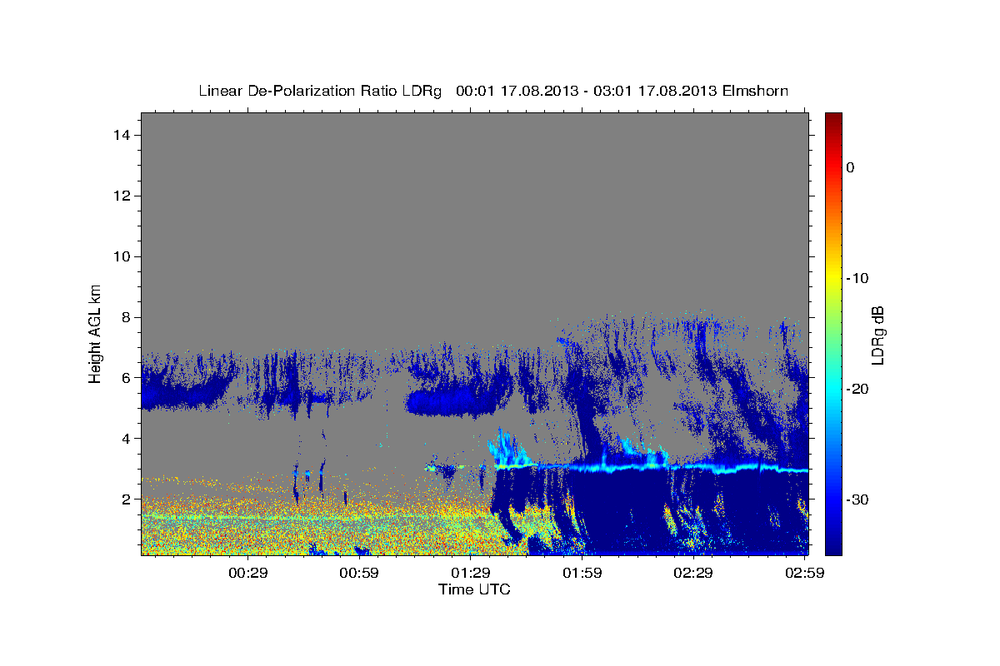 Linear De-Polarization Ratio LDRg   00:01 17.08.2013 - 03:01 17.08.2013 Elmshorn
14
12
10
8
6
4
2
Height AGL km
00:29 00:59 01:29 01:59 02:29 02:59
Time UTC
0
-10
-20
-30
LDRg dB